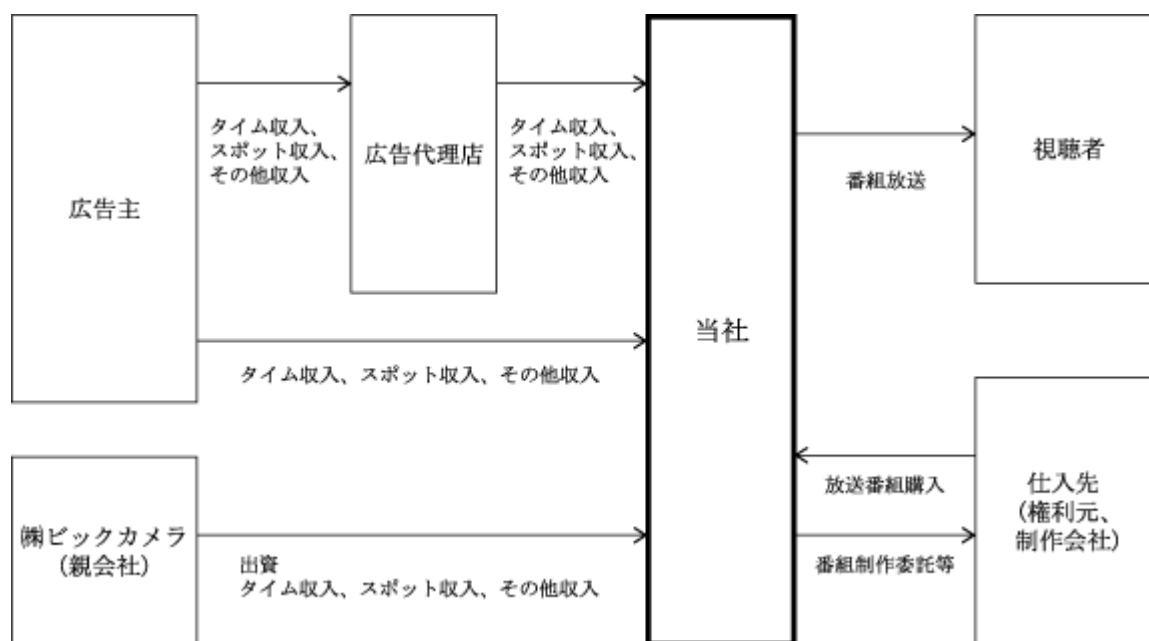 広告主
タイム収入、
スポット収入、
その他収入
広告代理店
タイム収入、
スポット収入、
その他収入
当社
番組放送
視聴者
タイム収入、スポット収入、その他収入
㈱ビックカメラ
(親会社)
出資
タイム収入、スポット収入、その他収入
放送番組購入
番組制作委託等
仕入先
(権利元、
制作会社)